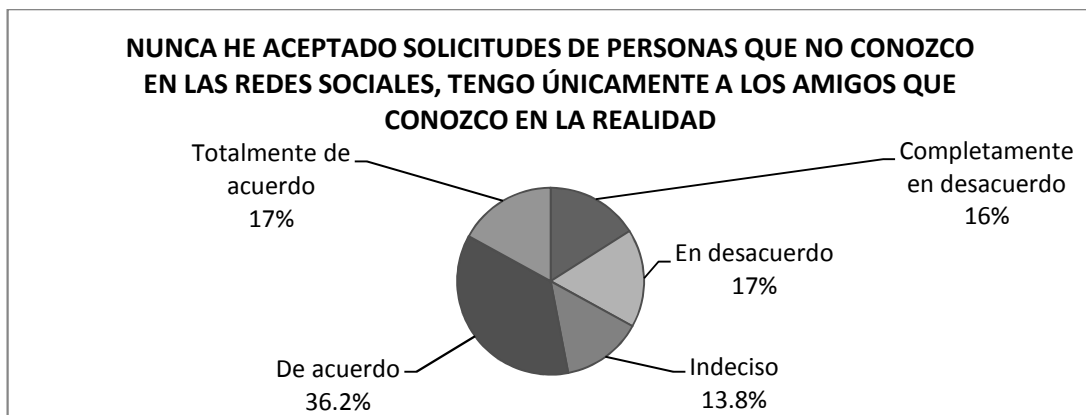 NUNCA HE ACEPTADO SOLICITUDES DE PERSONAS QUE NO CONOZCO
EN LAS REDES SOCIALES, TENGO ÚNICAMENTE A LOS AMIGOS QUE
CONOZCO EN LA REALIDAD
Totalmente de
acuerdo
17%
Completamente
en desacuerdo
16%
En desacuerdo
17%
De acuerdo
36.2%
Indeciso
13.8%